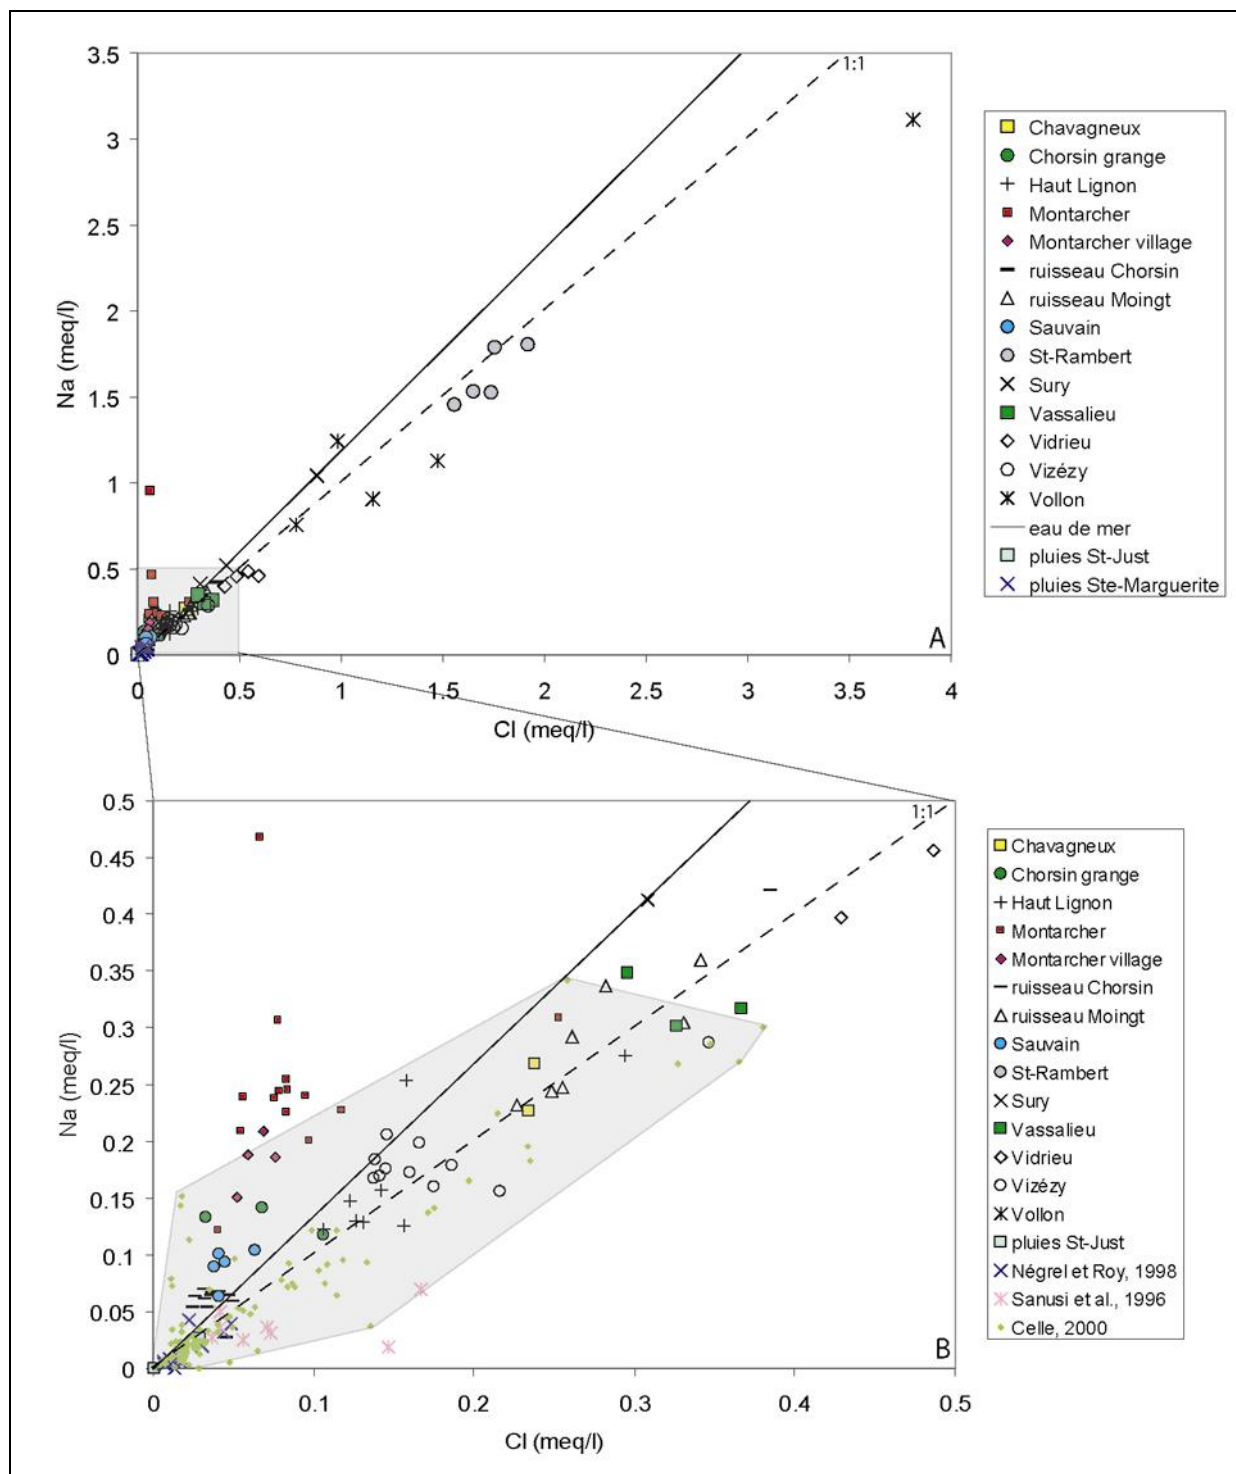 3.5
3
2.5
2
1.5
1
0.5
0
Na (meq/l)
0
0.5
1
1.5
2
2.5
3
3.5
4
Cl (meq/l)
1:1
A
Chavagneux
Chorsin grange
Haut Lignon
Montarcher
Montarcher village
ruisseau Chorsin
ruisseau Moingt
Sauvain
St-Rambert
Sury
Vassalieu
Vidrieu
Vizézy
Vollon
eau de mer
pluies St-Just
pluies Ste-Marguerite
0.5
0.45
0.4
0.35
0.3
0.25
0.2
0.15
0.1
0.05
0
Na (meq/l)
0
0.1
0.2
0.3
0.4
0.5
Cl (meq/l)
1:1
B
Chavagneux
Chorsin grange
Haut Lignon
Montarcher
Montarcher village
ruisseau Chorsin
ruisseau Moingt
Sauvain
St-Rambert
Sury
Vassalieu
Vidrieu
Vizézy
Vollon
pluies St-Just
Négrel et Roy, 1998
Sanusi et al., 1996
Celle, 2000